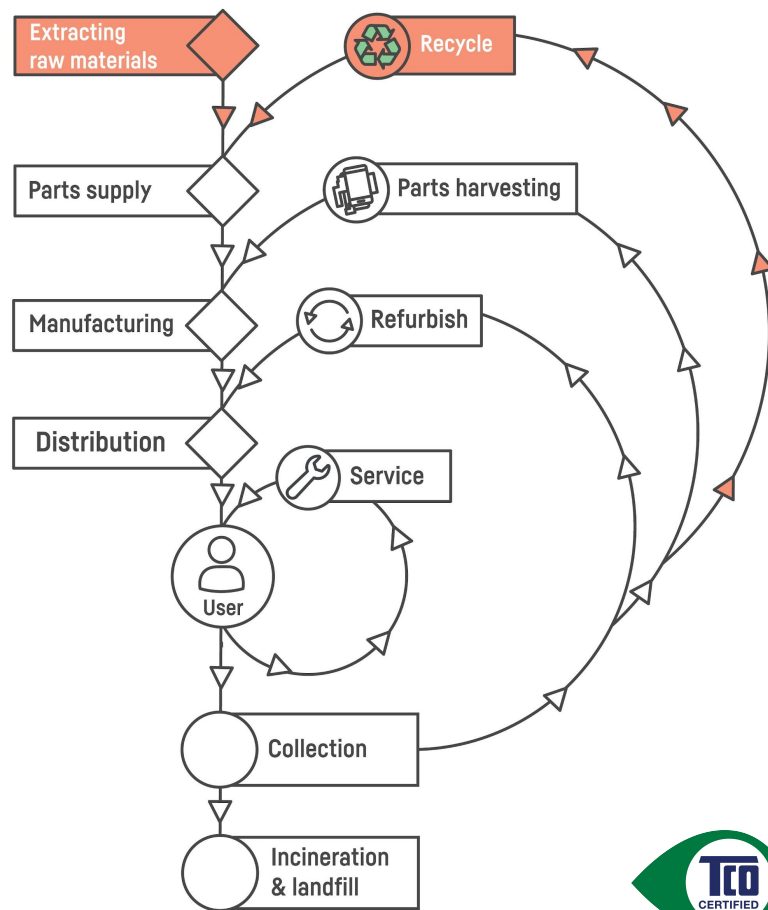 Extracting
raw materials
Recycle
Parts supply
Parts harvesting
Manufacturing
Refurbish
Distribution
Service
User
Collection
Incineration
& landfill
TCO
CERTIFIED